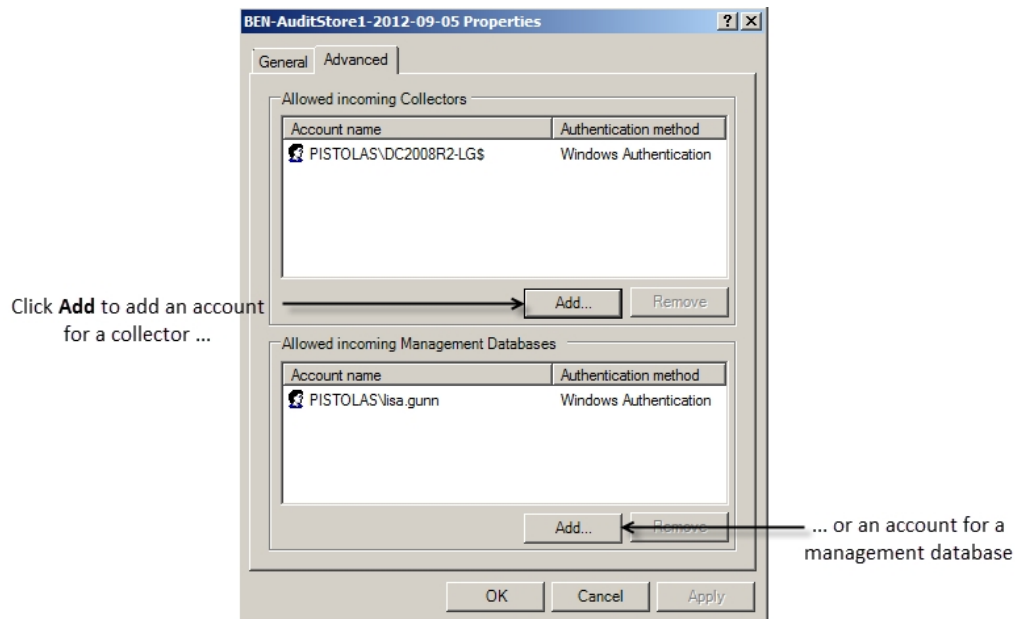 BEN-AuditStore1-2012-09-05 Properties
General Advanced
Allowed incoming Collectors
Account name Authentication method
PISTOLAS\DC2008R2-LG$ Windows Authentication
Click Add to add an account
for a collector ...
Add... Remove
Allowed incoming Management Databases
Account name Authentication method
PISTOLAS\lisa.gunn Windows Authentication
Add... Remove
... or an account for a
management database
OK Cancel Apply